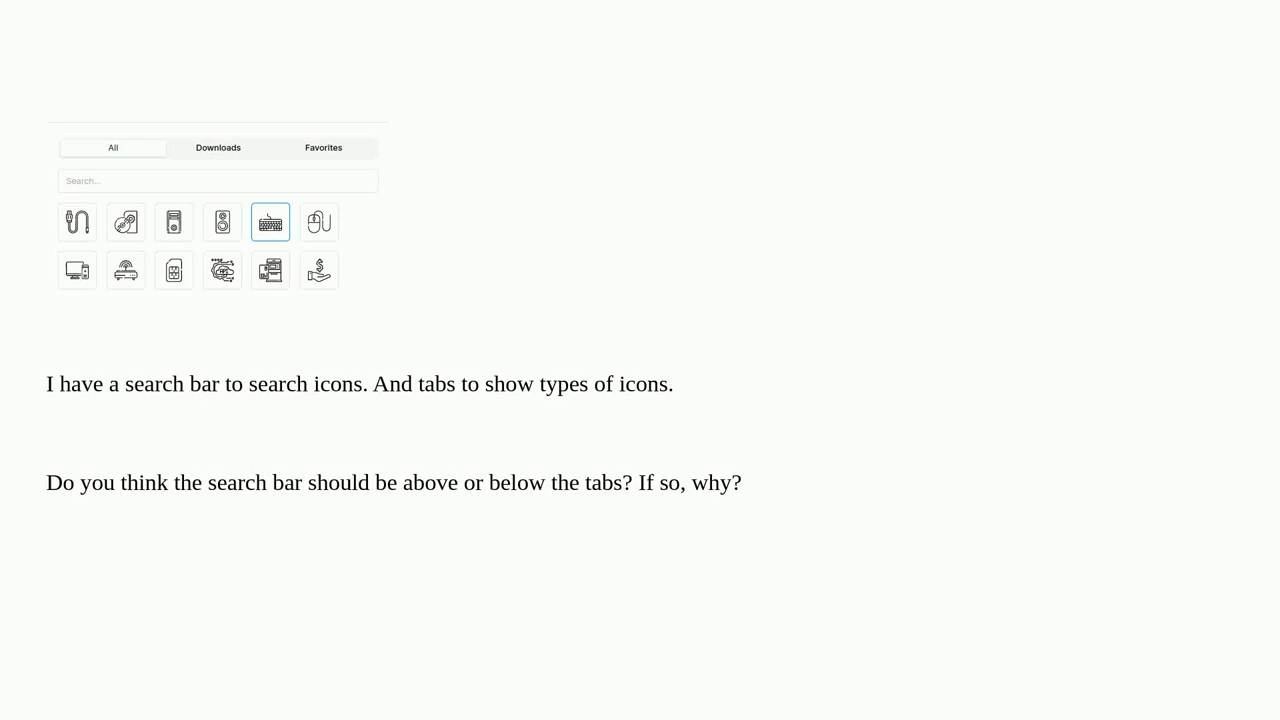 All Downloads Favorites
Search...
I have a search bar to search icons. And tabs to show types of icons.
Do you think the search bar should be above or below the tabs? If so, why?